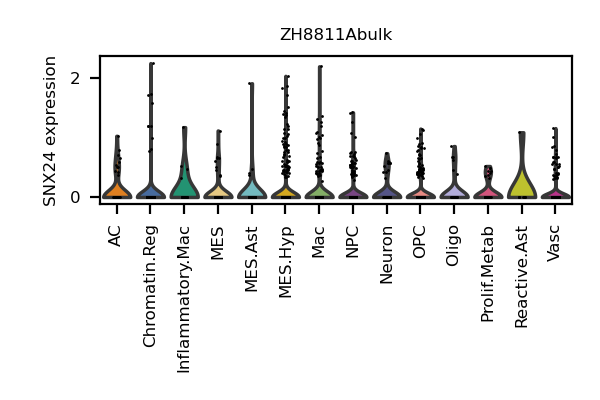 ZH8811Abulk
SNX24 expression
2
0
AC
Chromatin.Reg
Inflammatory.Mac
MES
MES.Ast
MES.Hyp
Mac
NPC
Neuron
OPC
Oligo
Prolif.Metab
Reactive.Ast
Vasc